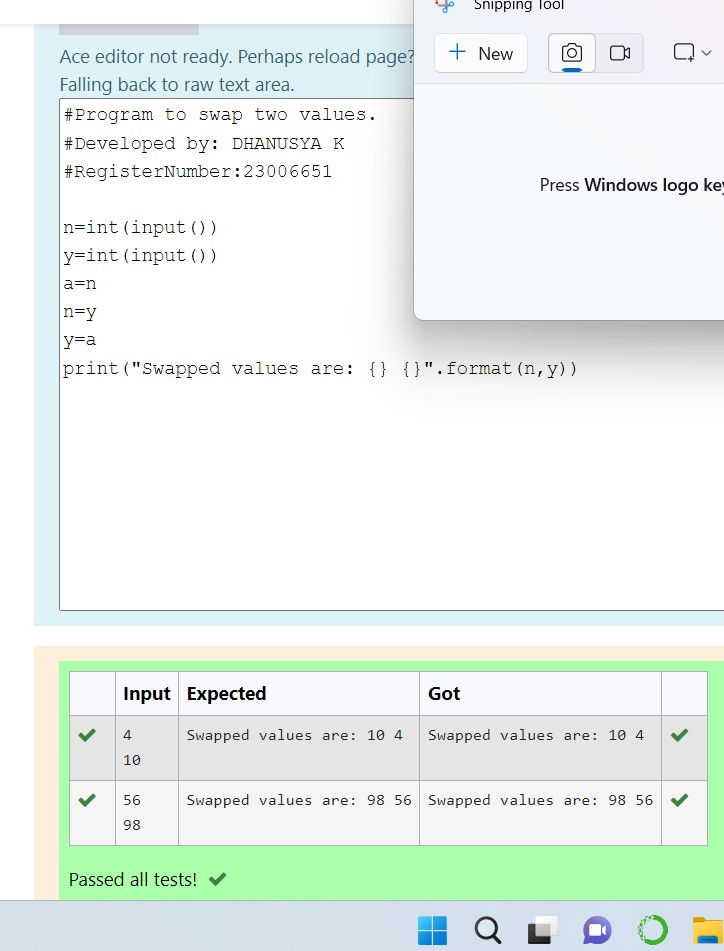 Snipping Tool
New
Press Windows logo key
Ace editor not ready. Perhaps reload page?
Falling back to raw text area.
#Program to swap two values.
#Developed by: DHANUSYA K
#RegisterNumber:23006651
n=int(input())
y=int(input())
a=n
n=y
y=a
print("Swapped values are: {} {}".format(n,y))
Input Expected Got
4 Swapped values are: 10 4 Swapped values are: 10 4
10
56 Swapped values are: 98 56 Swapped values are: 98 56
98
Passed all tests!